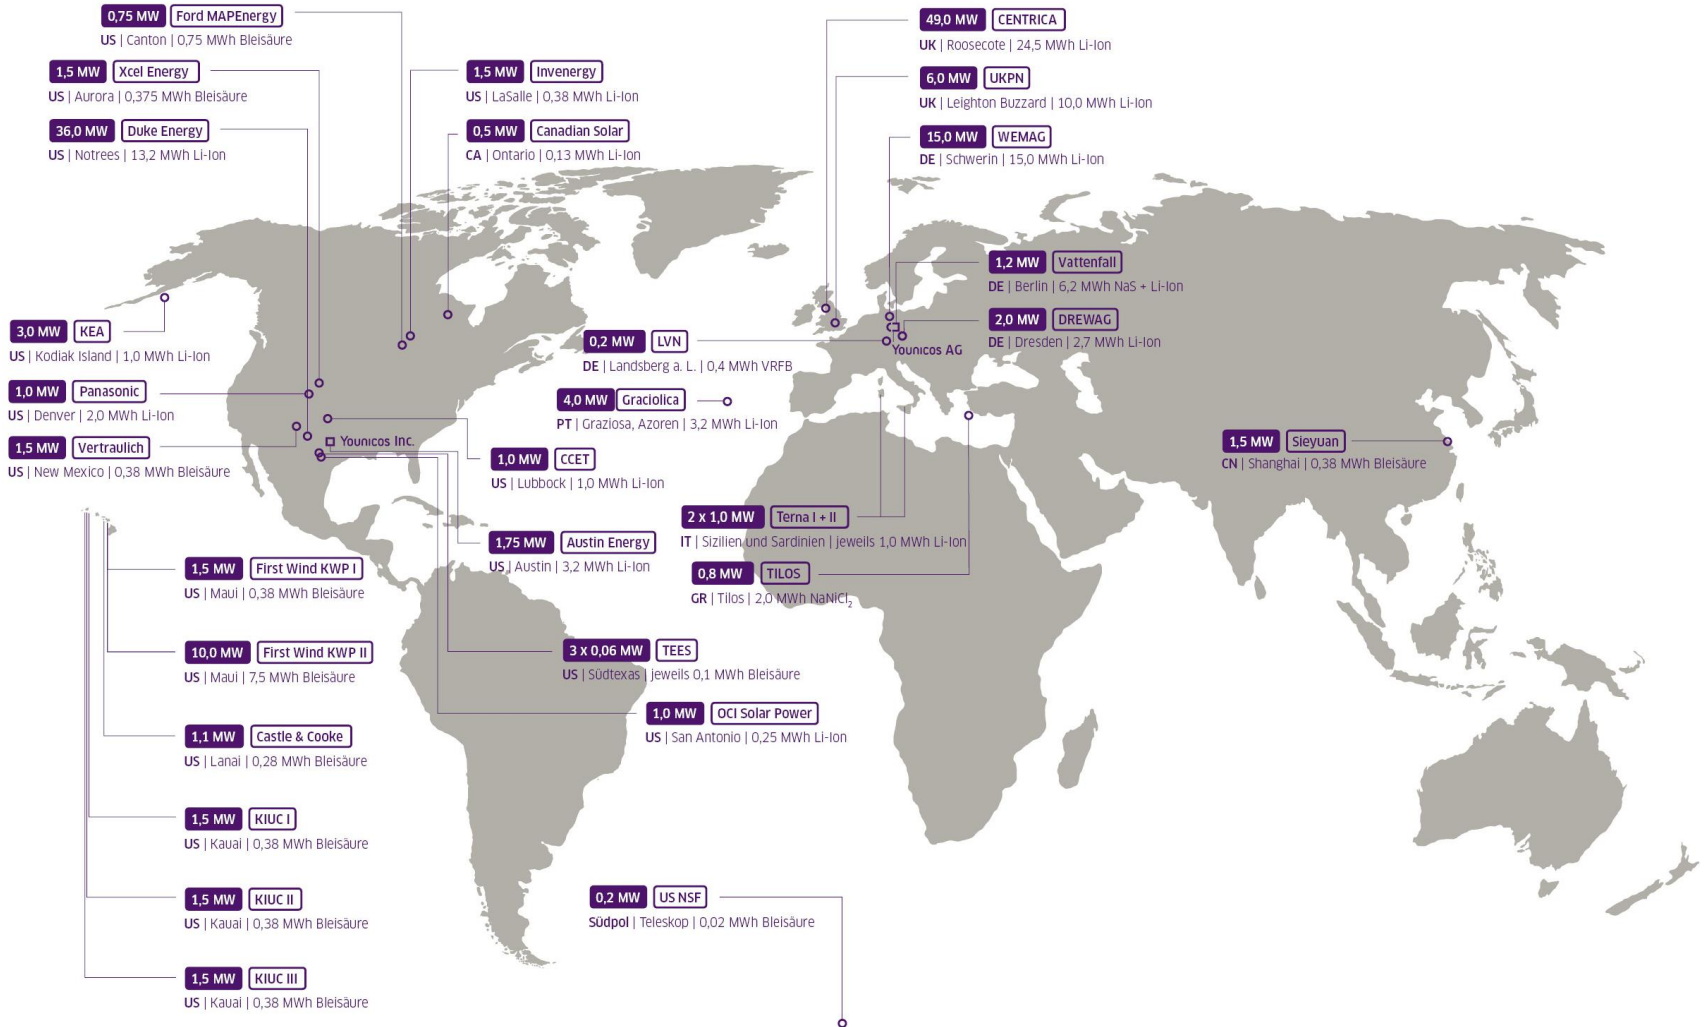 0,75 MW Ford MAPEnergy
US | Canton | 0,75 MWh Bleisäure
1,5 MW Xcel Energy
US | Aurora | 0,375 MWh Bleisäure
36,0 MW Duke Energy
US | Notrees | 13,2 MWh Li-Ion
1,5 MW Invenergy
US | LaSalle | 0,38 MWh Li-Ion
0,5 MW Canadian Solar
CA | Ontario | 0,13 MWh Li-Ion
49,0 MW CENTRICA
UK | Roosecote | 24,5 MWh Li-Ion
6,0 MW UKPN
UK | Leighton Buzzard | 10,0 MWh Li-Ion
15,0 MW WEMAG
DE | Schwerin | 15,0 MWh Li-Ion
1,2 MW Vattenfall
DE | Berlin | 6,2 MWh NaS + Li-Ion
2,0 MW DREWAG
DE | Dresden | 2,7 MWh Li-Ion
Younicos AG
0,2 MW LVN
DE | Landsberg a. L. | 0,4 MWh VRFB
4,0 MW Graciolica
PT | Graziosa, Azoren | 3,2 MWh Li-Ion
3,0 MW KEA
US | Kodiak Island | 1,0 MWh Li-Ion
1,0 MW Panasonic
US | Denver | 2,0 MWh Li-Ion
1,5 MW Vertraulich
US | New Mexico | 0,38 MWh Bleisäure
Younicos Inc.
1,0 MW CCET
US | Lubbock | 1,0 MWh Li-Ion
1,75 MW Austin Energy
US | Austin | 3,2 MWh Li-Ion
1,5 MW Sieyuan
CN | Shanghai | 0,38 MWh Bleisäure
2 x 1,0 MW Terna I + II
IT | Sizilien und Sardinien | jeweils 1,0 MWh Li-Ion
0,8 MW TILOS
GR | Tilos | 2,0 MWh NaNiCl₂
1,5 MW First Wind KWP I
US | Maui | 0,38 MWh Bleisäure
10,0 MW First Wind KWP II
US | Maui | 7,5 MWh Bleisäure
1,1 MW Castle & Cooke
US | Lanai | 0,28 MWh Bleisäure
1,5 MW KIUC I
US | Kauai | 0,38 MWh Bleisäure
1,5 MW KIUC II
US | Kauai | 0,38 MWh Bleisäure
1,5 MW KIUC III
US | Kauai | 0,38 MWh Bleisäure
3 x 0,06 MW TEES
US | Südtexas | jeweils 0,1 MWh Bleisäure
1,0 MW OCI Solar Power
US | San Antonio | 0,25 MWh Li-Ion
0,2 MW US NSF
Südpol | Teleskop | 0,02 MWh Bleisäure